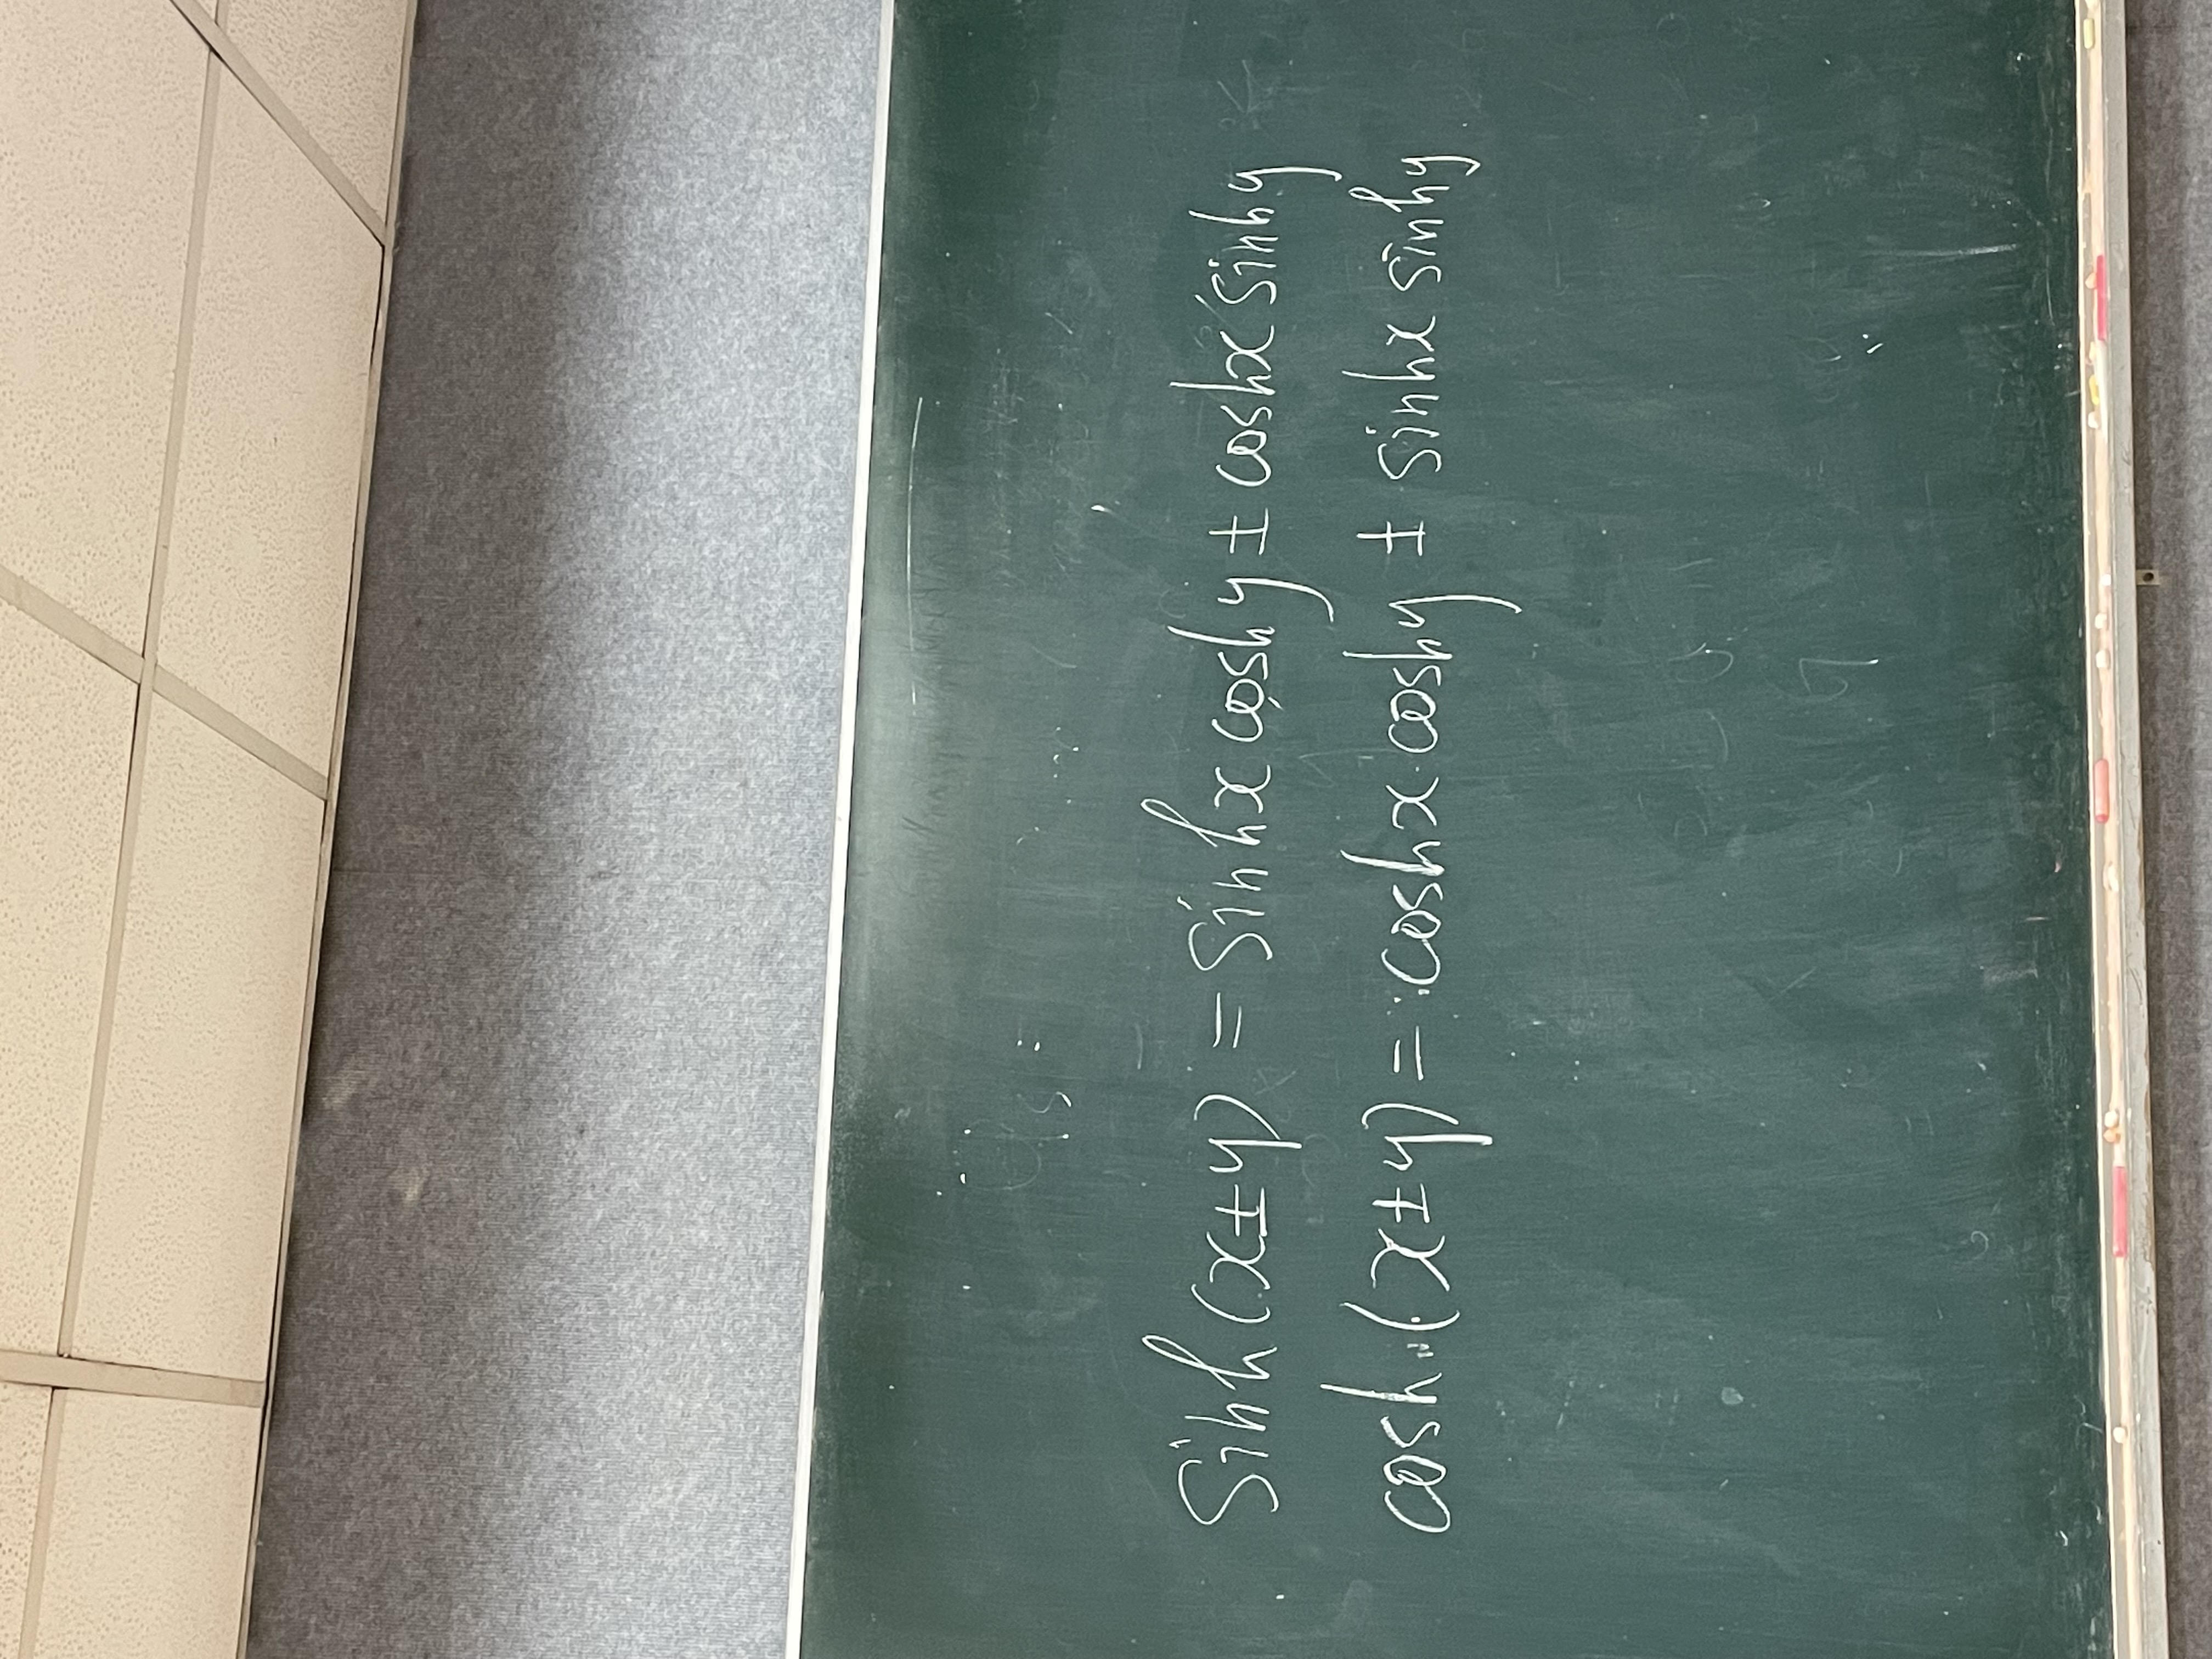 Sinh(x±y) = Sinhx coshy ± coshx sinhy
cosh(x±y) = coshx coshy ± sinhx sinhy